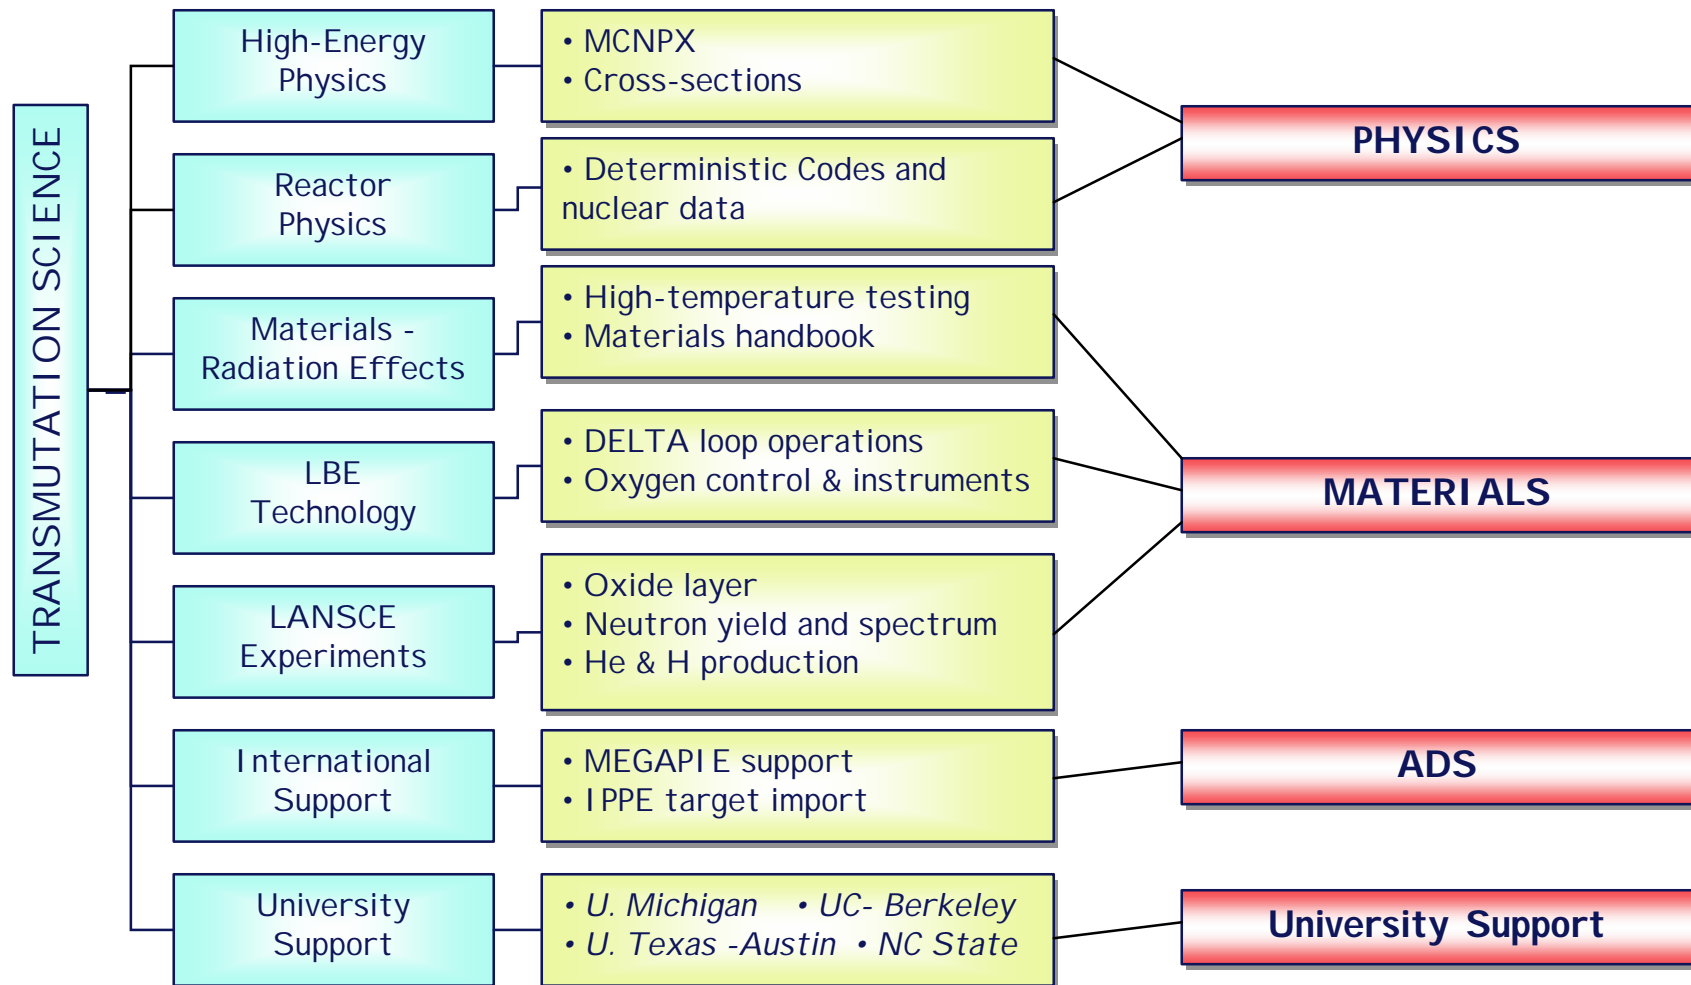 TRANSMUTATION SCIENCE
High-Energy
Physics
• MCNPX
• Cross-sections
PHYSICS
Reactor
Physics
• Deterministic Codes and
nuclear data
Materials -
Radiation Effects
• High-temperature testing
• Materials handbook
LBE
Technology
• DELTA loop operations
• Oxygen control & instruments
MATERIALS
LANSCE
Experiments
• Oxide layer
• Neutron yield and spectrum
• He & H production
International
Support
• MEGAPIE support
• IPPE target import
ADS
University
Support
• U. Michigan • UC- Berkeley
• U. Texas -Austin • NC State
University Support